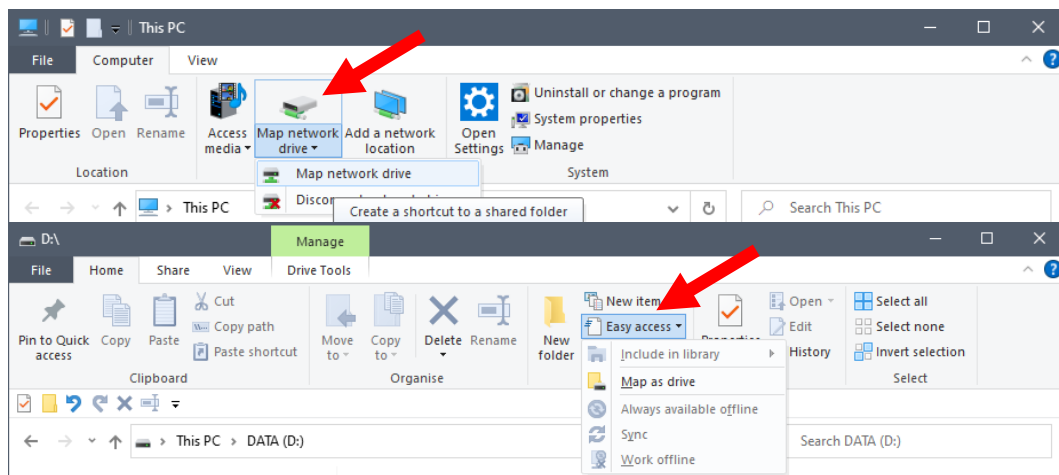 This PC
File Computer View
Properties Open Rename Access media Map network drive Add a network location Open Settings Uninstall or change a program
System properties
Manage
Location System
Map network drive
Create a shortcut to a shared folder
This PC Search This PC
D:\ Manage
File Home Share View Drive Tools
Pin to Quick access Copy Paste Cut
Copy path
Paste shortcut
Move to Copy to Delete Rename New folder New item
Easy access
Open
Edit
History
Select all
Select none
Invert selection
Clipboard Organise Select
Include in library
Map as drive
Always available offline
Sync
Work offline
This PC > DATA (D:) Search DATA (D:)